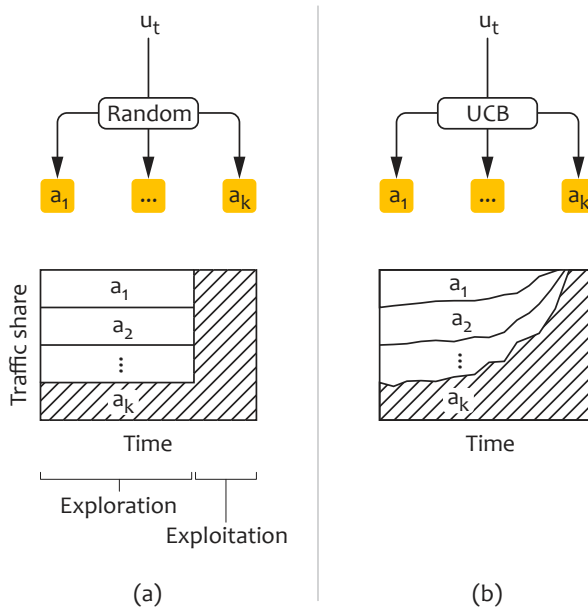 u_t
Random
a_1 ... a_k
Traffic share
a_1
a_2
⋮
a_k
Time
Exploration
Exploitation
(a)
u_t
UCB
a_1 ... a_k
a_1
a_2
⋮
a_k
Time
(b)